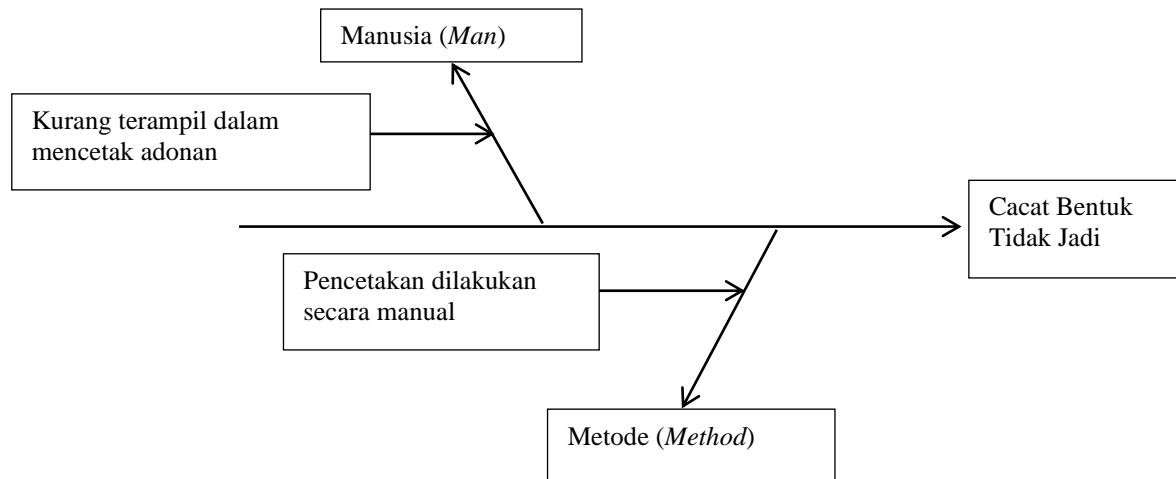 Manusia (Man)
Kurang terampil dalam
mencetak adonan
Cacat Bentuk
Tidak Jadi
Pencetakan dilakukan
secara manual
Metode (Method)